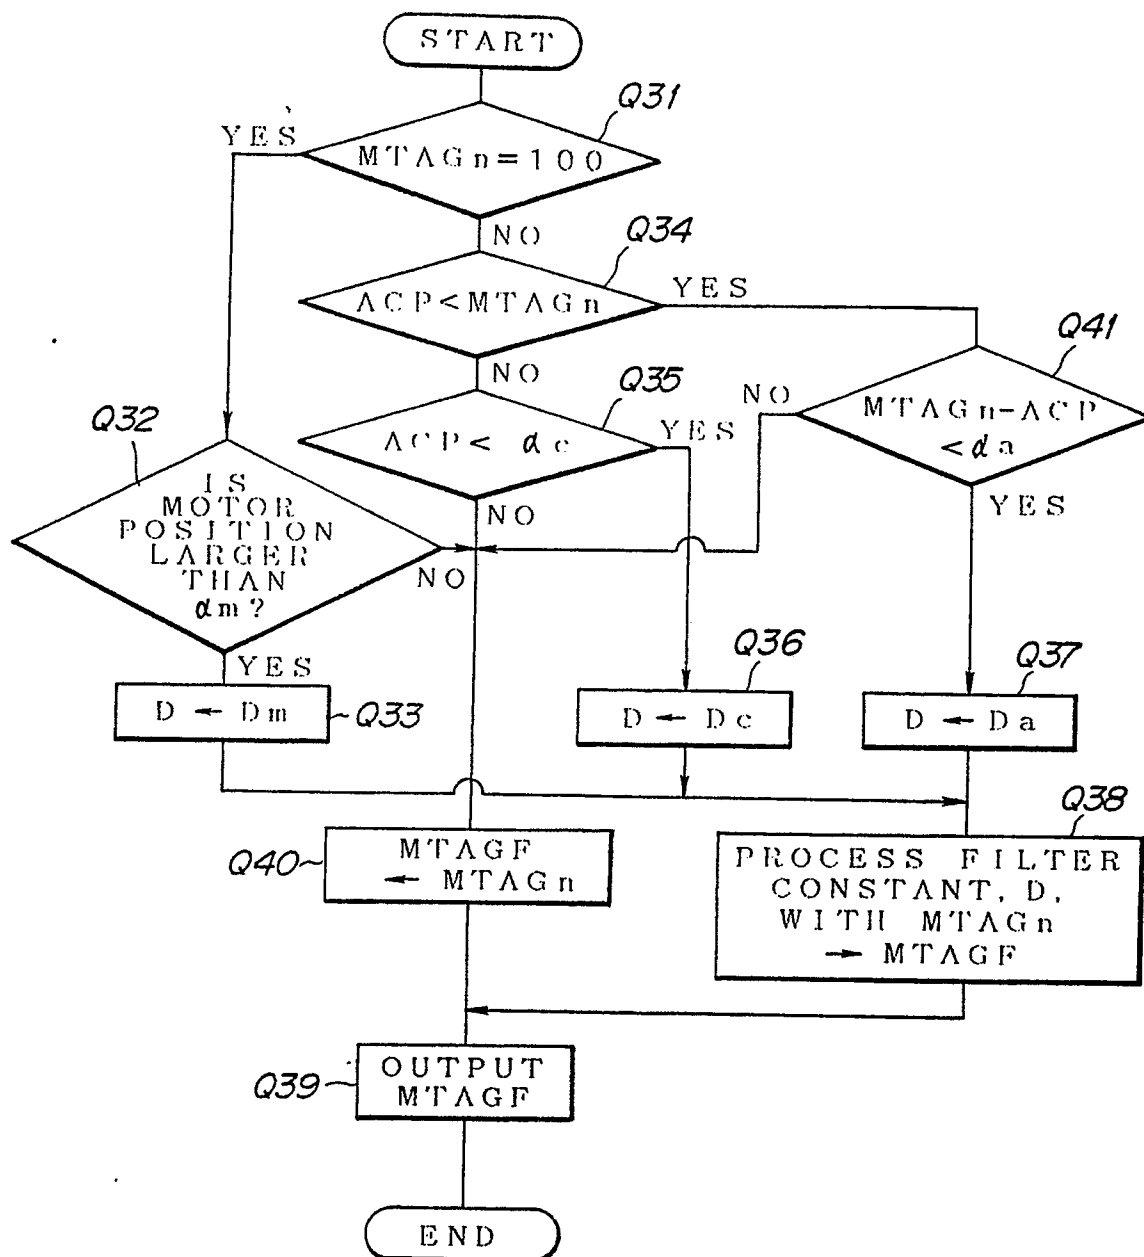 START
Q31
YES
MTAGn=100
NO
Q34
ACP<MTAGn
YES
Q41
NO
Q35
NO
MTAGn-ACP
<αa
Q32
ACP< αc
YES
YES
NO
IS
MOTOR
POSITION
LARGER
THAN
αm?
NO
YES
Q36
Q37
D ← Dm
Q33
D ← Dc
D ← Da
Q38
Q40
MTAGF
← MTAGn
PROCESS FILTER
CONSTANT, D,
WITH MTAGn
→ MTAGF
Q39
OUTPUT
MTAGF
END